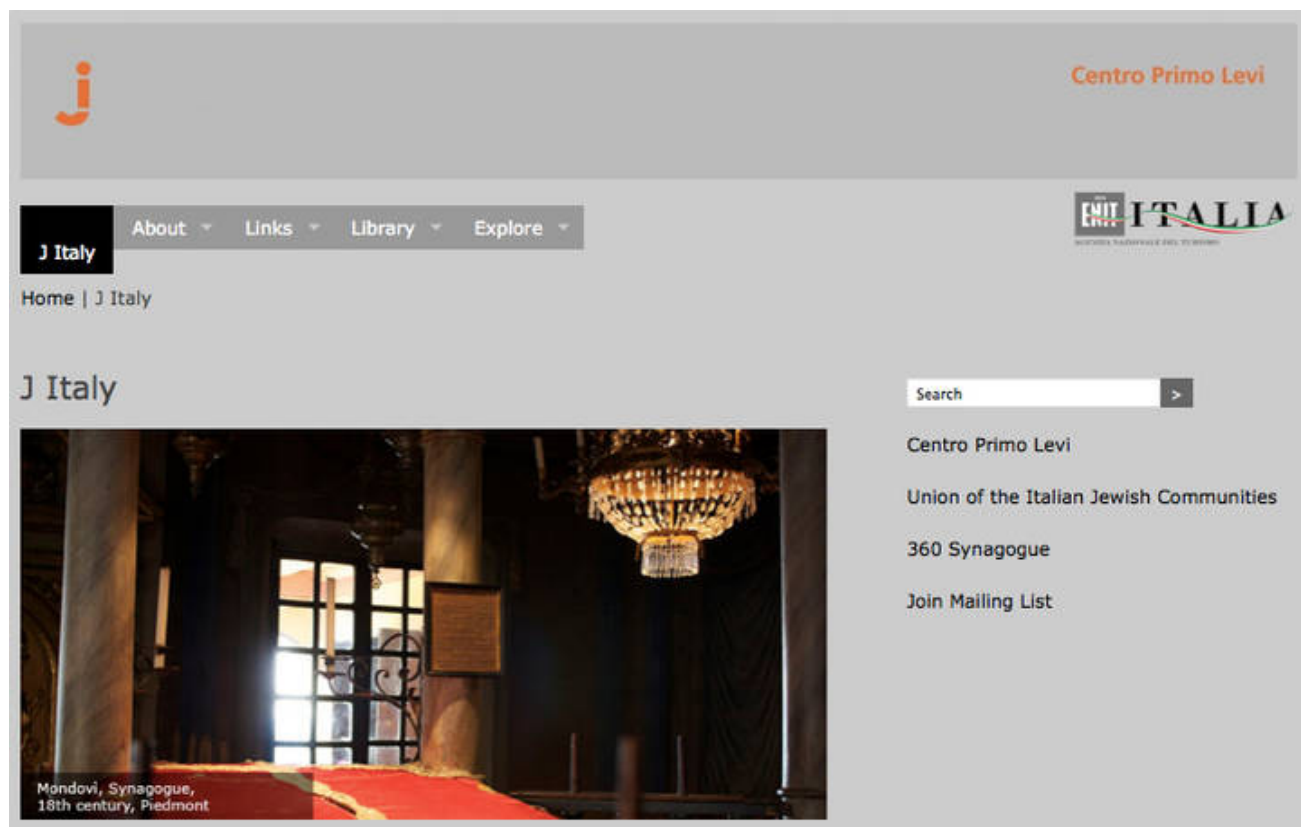 j
Centro Primo Levi
ENIT ITALIA
J Italy
About
Links
Library
Explore
Home | J Italy
J Italy
Search
>
Centro Primo Levi
Union of the Italian Jewish Communities
360 Synagogue
Join Mailing List
Mondovì, Synagogue,
18th century, Piedmont